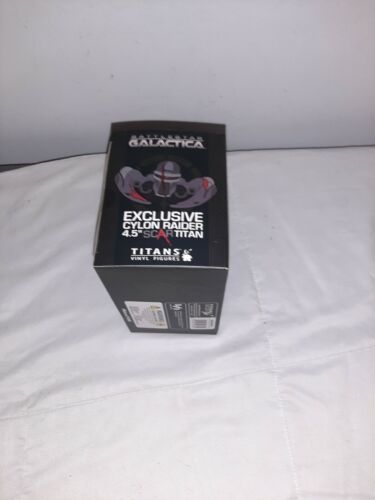 BATTLESTAR
GALACTICA
EXCLUSIVE
CYLON RAIDER
4.5" SCAR TITAN
TITANS
VINYL FIGURES